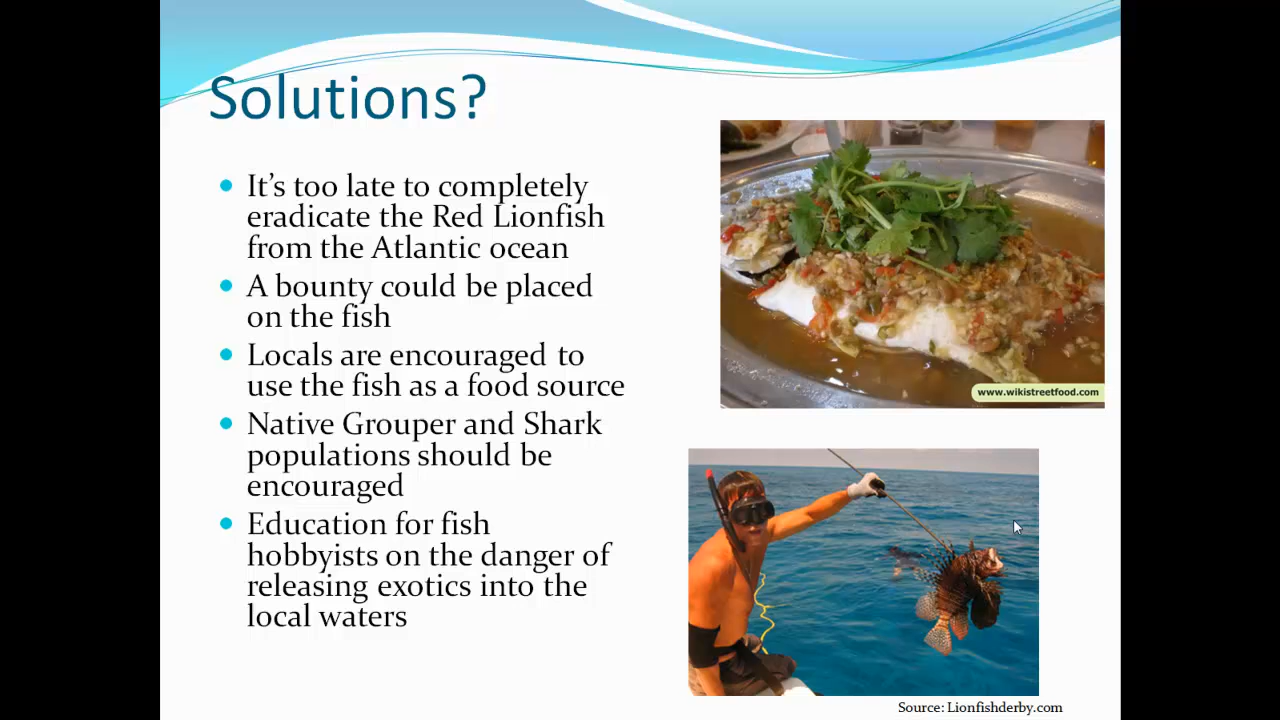 Solutions?
It’s too late to completely
eradicate the Red Lionfish
from the Atlantic ocean
A bounty could be placed
on the fish
Locals are encouraged to
use the fish as a food source
Native Grouper and Shark
populations should be
encouraged
Education for fish
hobbyists on the danger of
releasing exotics into the
local waters
www.wikistreetfood.com
Source: Lionfishderby.com